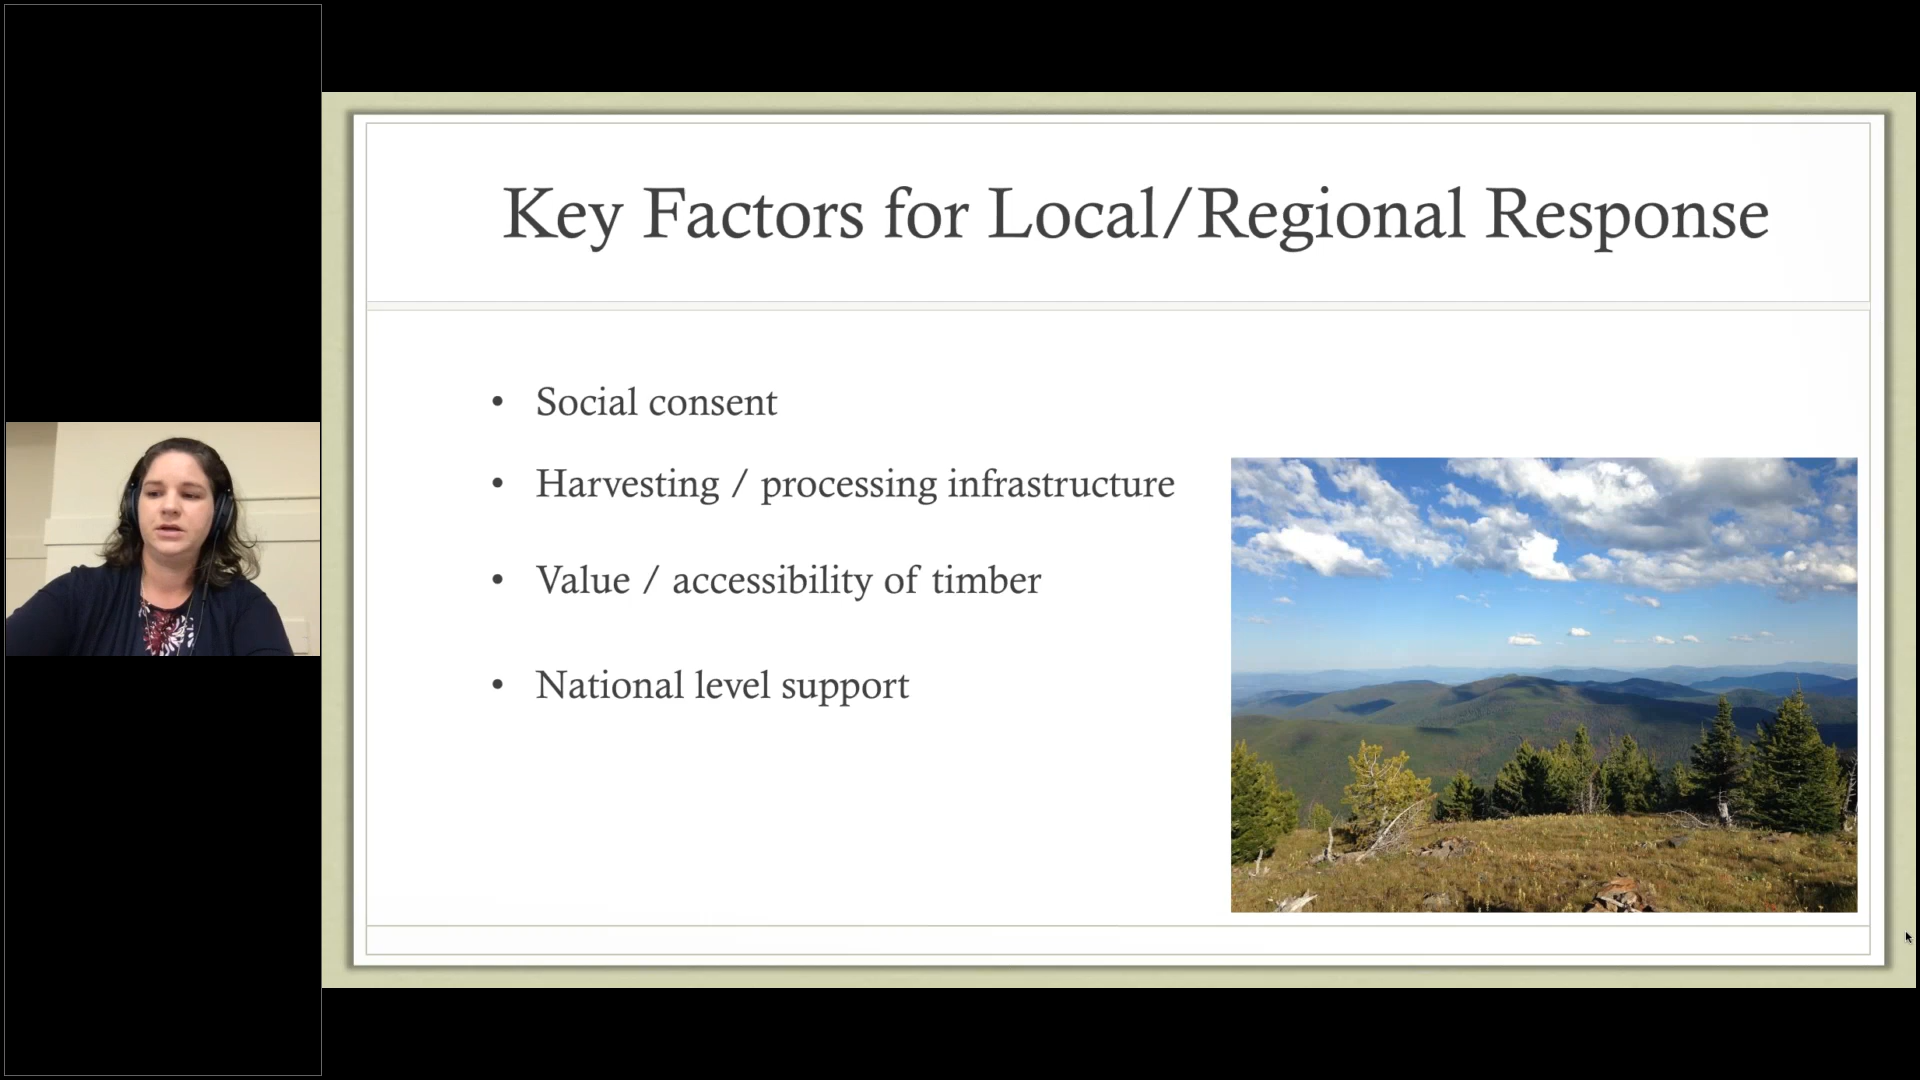 Key Factors for Local/Regional Response
• Social consent
• Harvesting / processing infrastructure
• Value / accessibility of timber
• National level support